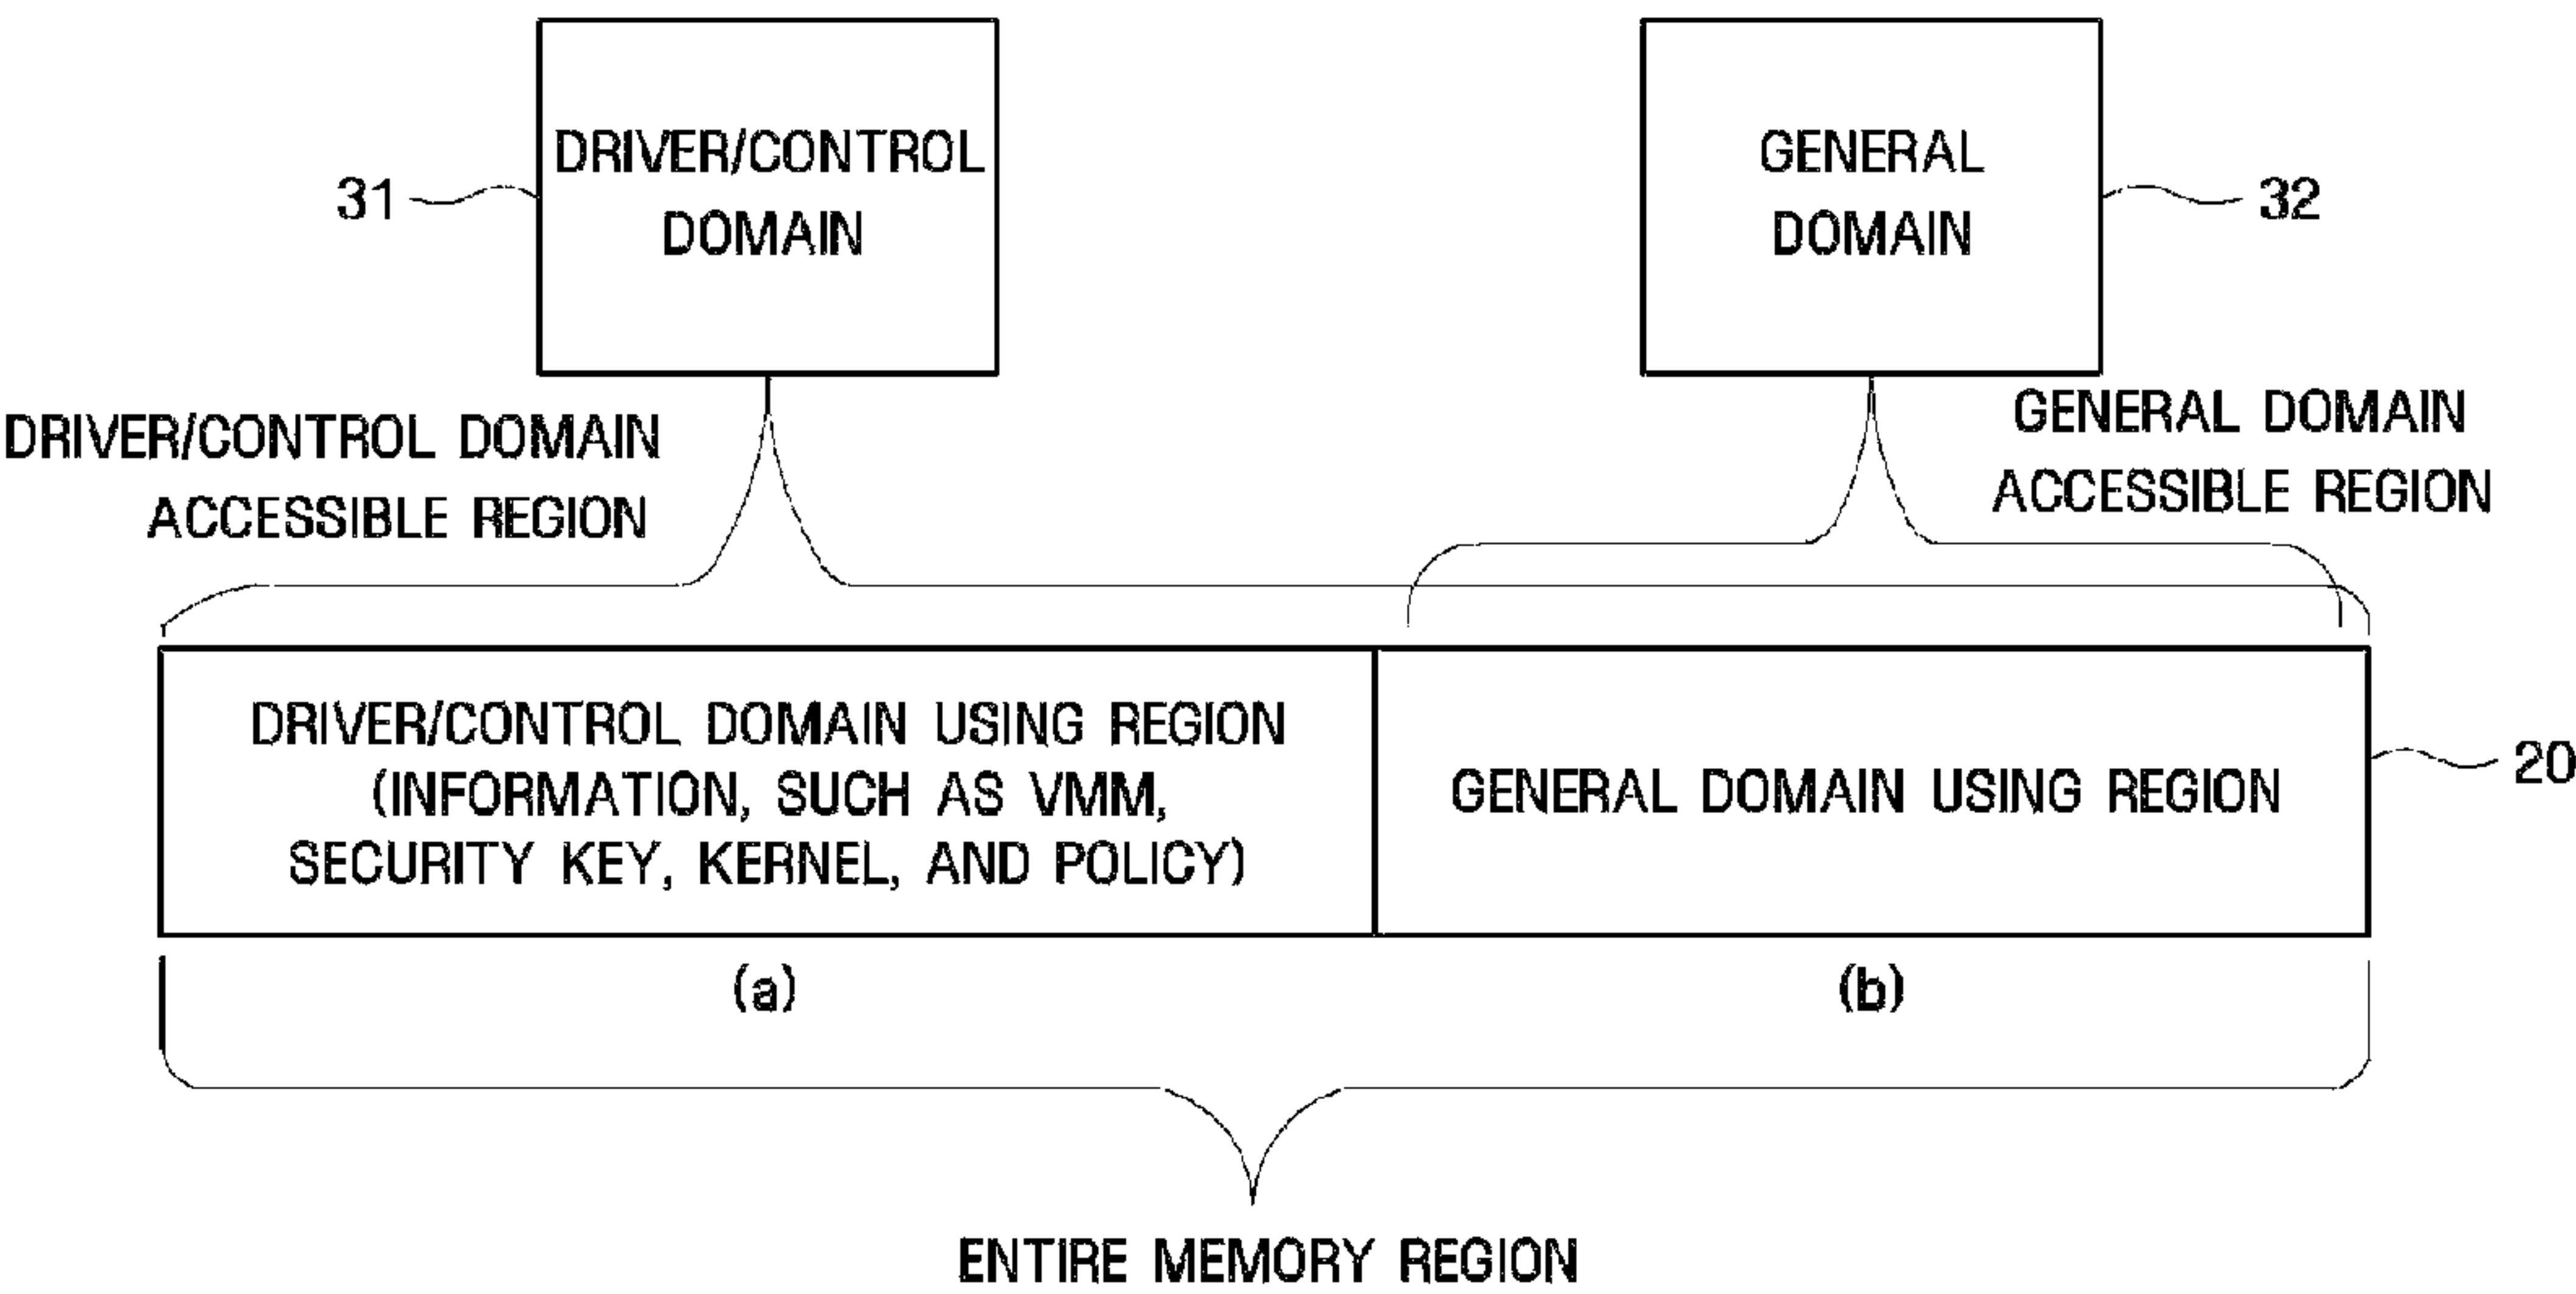 DRIVER/CONTROL
DOMAIN
31
GENERAL
DOMAIN
32
DRIVER/CONTROL DOMAIN
ACCESSIBLE REGION
GENERAL DOMAIN
ACCESSIBLE REGION
DRIVER/CONTROL DOMAIN USING REGION
(INFORMATION, SUCH AS VMM,
SECURITY KEY, KERNEL, AND POLICY)
GENERAL DOMAIN USING REGION
20
(a)
(b)
ENTIRE MEMORY REGION